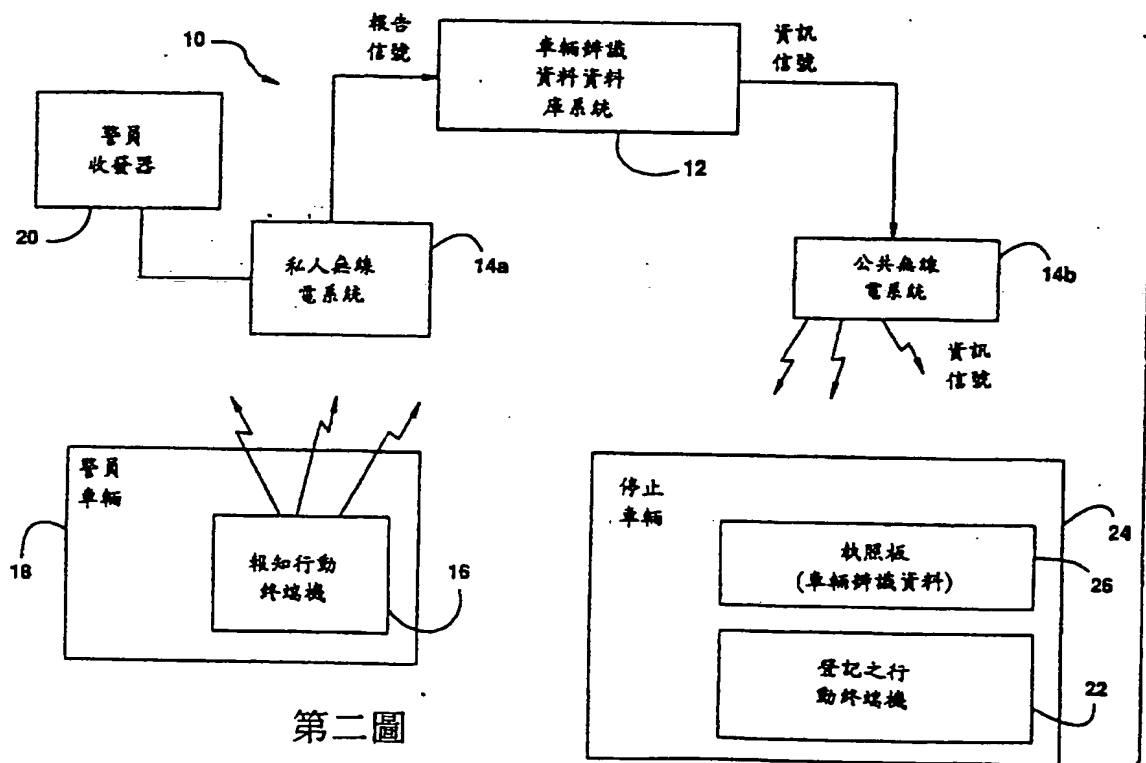 10
報告
信號
車輛辨識
資料資料
庫系統
資訊
信號
12
警員
收發器
20
私人無線
電系統
14a
公共無線
電系統
14b
資訊
信號
警員
車輛
18
報知行動
終端機
16
停止
車輛
24
執照板
(車輛辨識資料)
26
登記之行
動終端機
22
第二圖